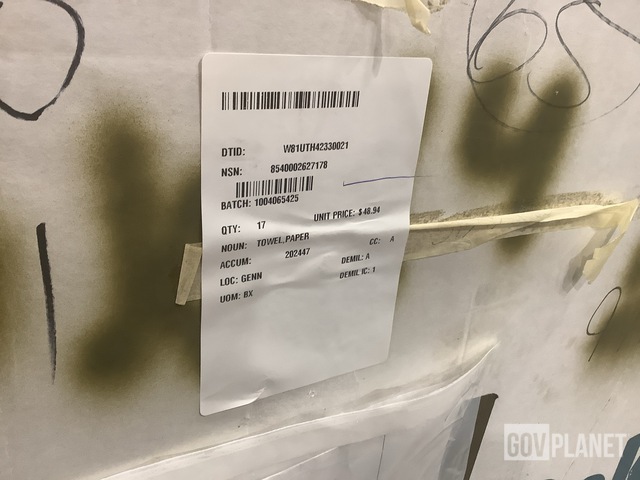 DTID: W81UTH42330021
NSN: 8540002627178
BATCH: 1004065425
QTY: 17 UNIT PRICE: $48.94
NOUN: TOWEL,PAPER CC: A
ACCUM: 202447 DEMIL: A
LOC: GENN DEMIL IC: 1
UOM: BX
GOVPLANET